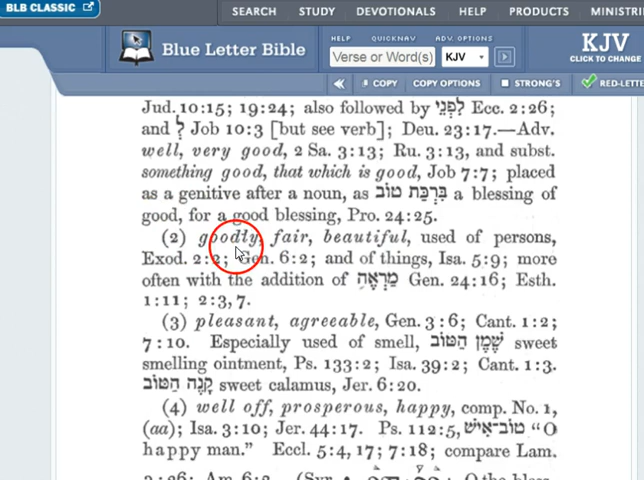 BLB CLASSIC
SEARCH STUDY DEVOTIONALS HELP PRODUCTS MINISTRI
Blue Letter Bible
HELP QUICKNAV ADV. OPTIONS
Verse or Word(s) KJV
KJV
CLICK TO CHANGE
COPY COPY OPTIONS STRONG'S RED-LETTE
Jud. 10:15; 19:24; also followed by לִפְנֵי Ecc. 2:26;
and לְ Job 10:3 [but see verb]; Deu. 23:17.—Adv.
well, very good, 2 Sa. 3:13; Ru. 3:13, and subst.
something good, that which is good, Job 7:7; placed
as a genitive after a noun, as בִּרְכַּת טוֹב a blessing of
good, for a good blessing, Pro. 24:25.
(2) goodly, fair, beautiful, used of persons,
Exod. 2:2; Gen. 6:2; and of things, Isa. 5:9; more
often with the addition of מַרְאֶה Gen. 24:16; Esth.
1:11; 2:3, 7.
(3) pleasant, agreeable, Gen. 3:6; Cant. 1:2;
7:10. Especially used of smell, שֶׁמֶן הַטּוֹב sweet
smelling ointment, Ps. 133:2; Isa. 39:2; Cant. 1:3.
קָנֶה הַטּוֹב sweet calamus, Jer. 6:20.
(4) well off, prosperous, happy, comp. No. 1,
(aa); Isa. 3:10; Jer. 44:17. Ps. 112:5, טוֹב־אִישׁ "O
happy man." Eccl. 5:4, 17; 7:18; compare Lam.